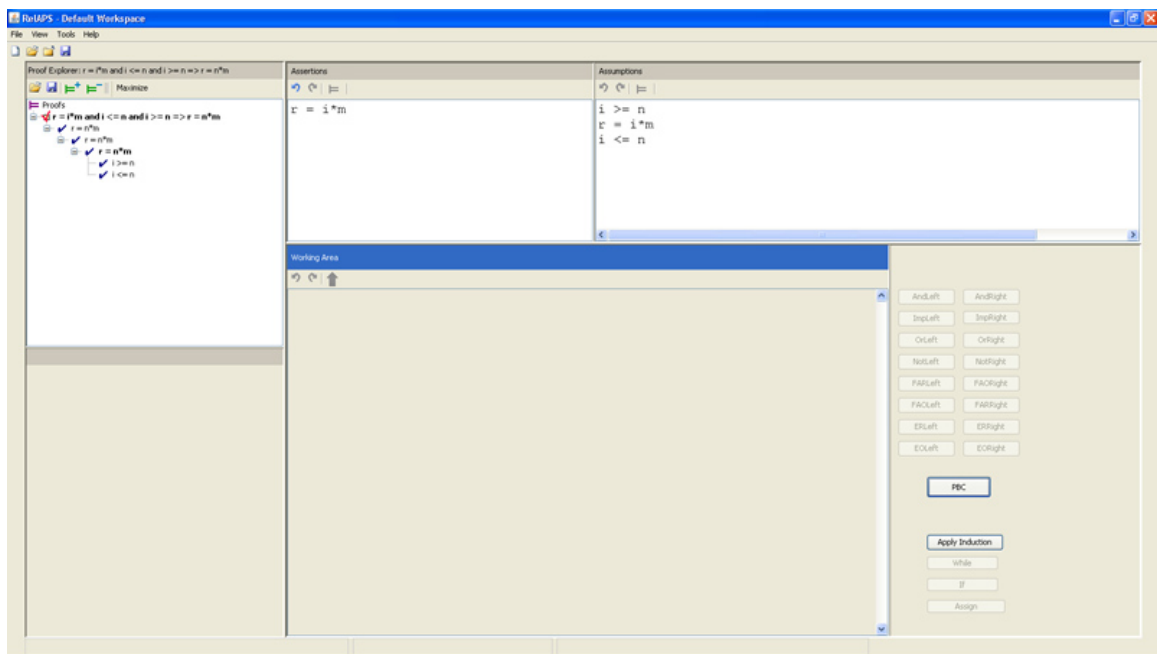 RelAPS - Default Workspace
File View Tools Help
Proof Explorer: r = i*m and i <= n and i >= n => r = n*m
Assertions
Assumptions
Maximize
Proofs
r = i*m and i <= n and i >= n => r = n*m
r = n*m
r = n*m
r = n*m
i >= n
i <= n
r = i*m
i >= n
r = i*m
i <= n
Working Area
AndLeft AndRight
ImpLeft ImpRight
OrLeft OrRight
NotLeft NotRight
FARLeft FAORight
FAOLeft FARRight
ERLeft ERRight
EOLeft EORight
PBC
Apply Induction
While
If
Assign